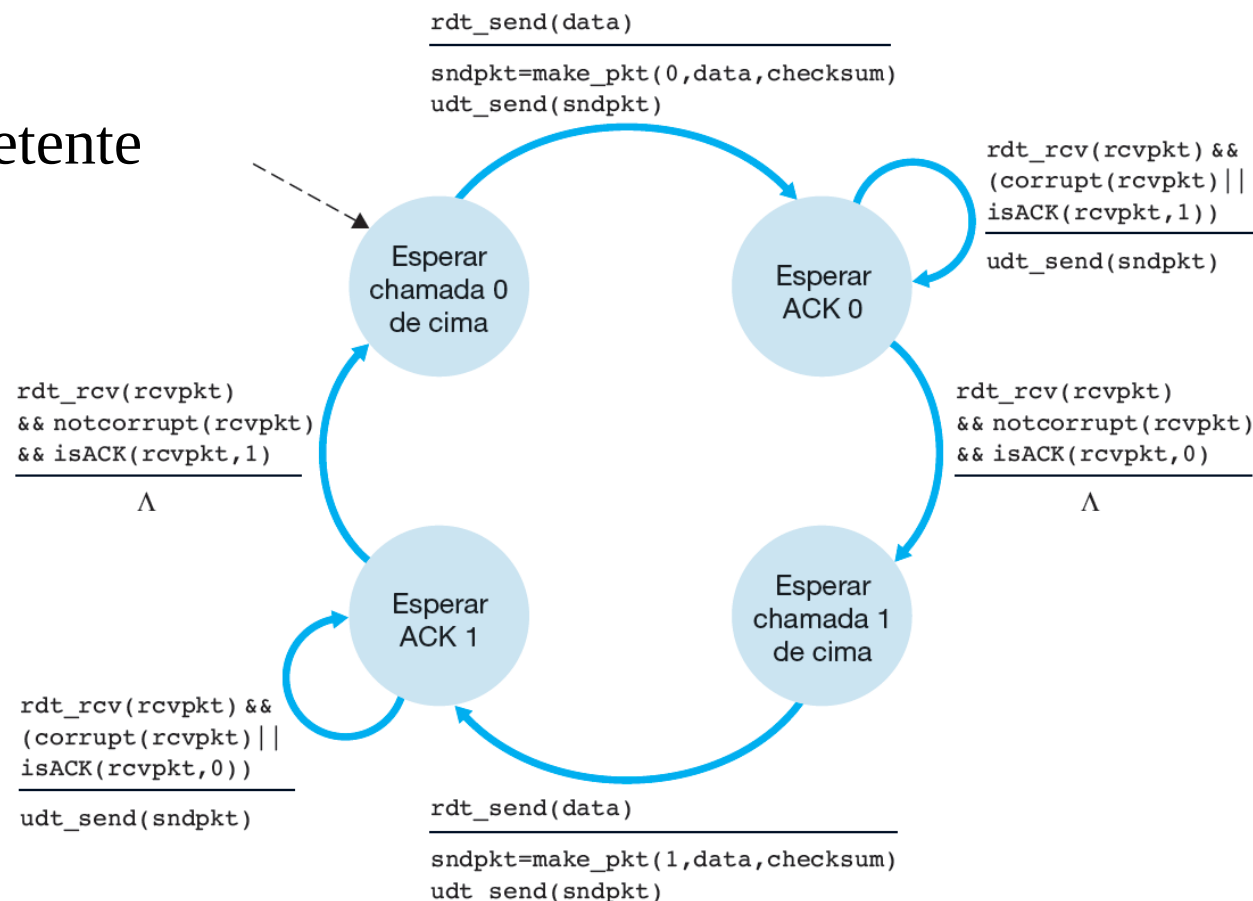 rdt_send(data)
sndpkt=make_pkt(0,data,checksum)
udt_send(sndpkt)
etente
rdt_rcv(rcvpkt) &&
(corrupt(rcvpkt)||
isACK(rcvpkt,1))
udt_send(sndpkt)
Esperar
chamada 0
de cima
Esperar
ACK 0
rdt_rcv(rcvpkt)
&& notcorrupt(rcvpkt)
&& isACK(rcvpkt,1)
Λ
rdt_rcv(rcvpkt)
&& notcorrupt(rcvpkt)
&& isACK(rcvpkt,0)
Λ
Esperar
ACK 1
Esperar
chamada 1
de cima
rdt_rcv(rcvpkt) &&
(corrupt(rcvpkt)||
isACK(rcvpkt,0))
udt_send(sndpkt)
rdt_send(data)
sndpkt=make_pkt(1,data,checksum)
udt_send(sndpkt)